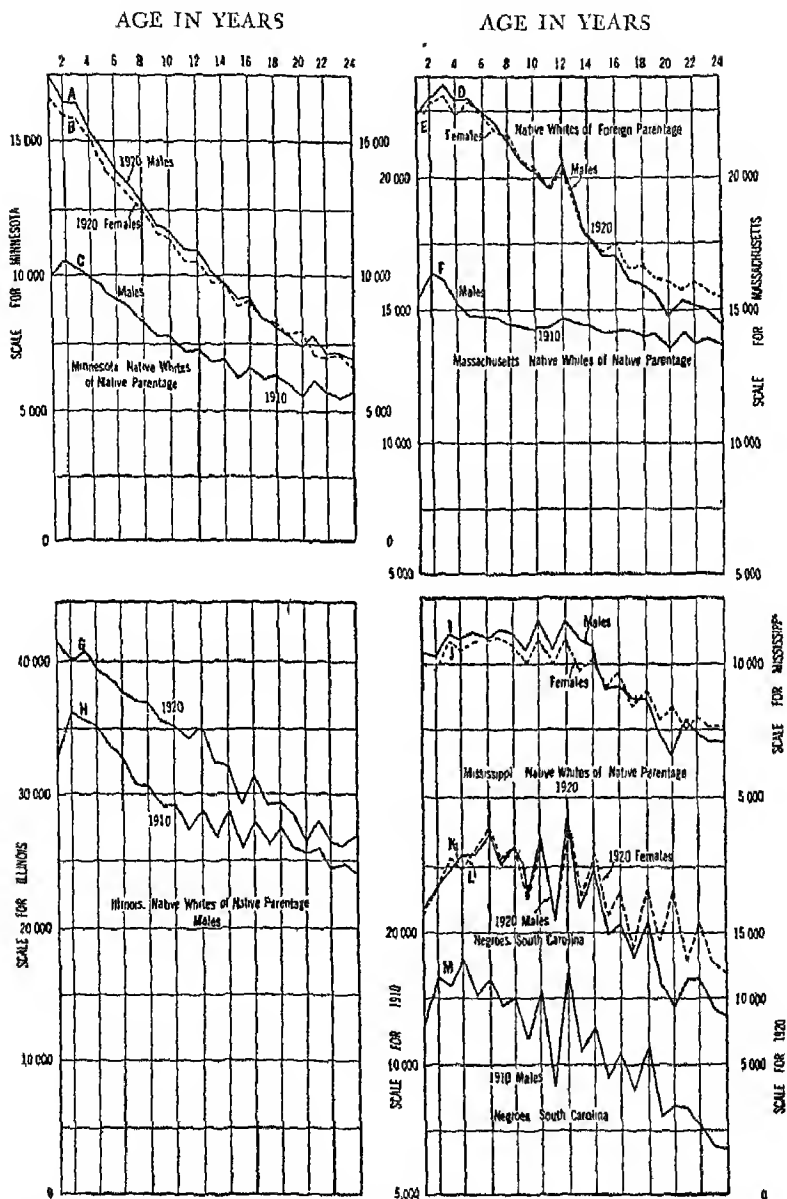 AGE IN YEARS
AGE IN YEARS
2 4 6 8 10 12 14 16 18 20 22 24
2 4 6 8 10 12 14 16 18 20 22 24
A
B
15 000
15 000
1920 Males
1920 Females
C
10 000
10 000
Males
SCALE FOR MINNESOTA
Minnesota Native Whites
of Native Parentage
1910
5 000
5 000
0
D
E
Females
Native Whites of Foreign Parentage
Males
20 000
20 000
1920
F
Males
15 000
15 000
1910
Massachusetts Native Whites of Native Parentage
SCALE FOR MASSACHUSETTS
10 000
10 000
0
5 000
5 000
G
40 000
H
1920
30 000
1910
SCALE FOR ILLINOIS
Illinois. Native Whites of Native Parentage
Males
20 000
10 000
0
I
J
Males
10 000
Females
SCALE FOR MISSISSIPPI
Mississippi Native Whites of Native Parentage
1920
5 000
K
L
1920 Females
1920 Males
Negroes. South Carolina
20 000
15 000
M
10 000
SCALE FOR 1910
10 000
5 000
1910 Males
Negroes South Carolina
SCALE FOR 1920
5 000
0